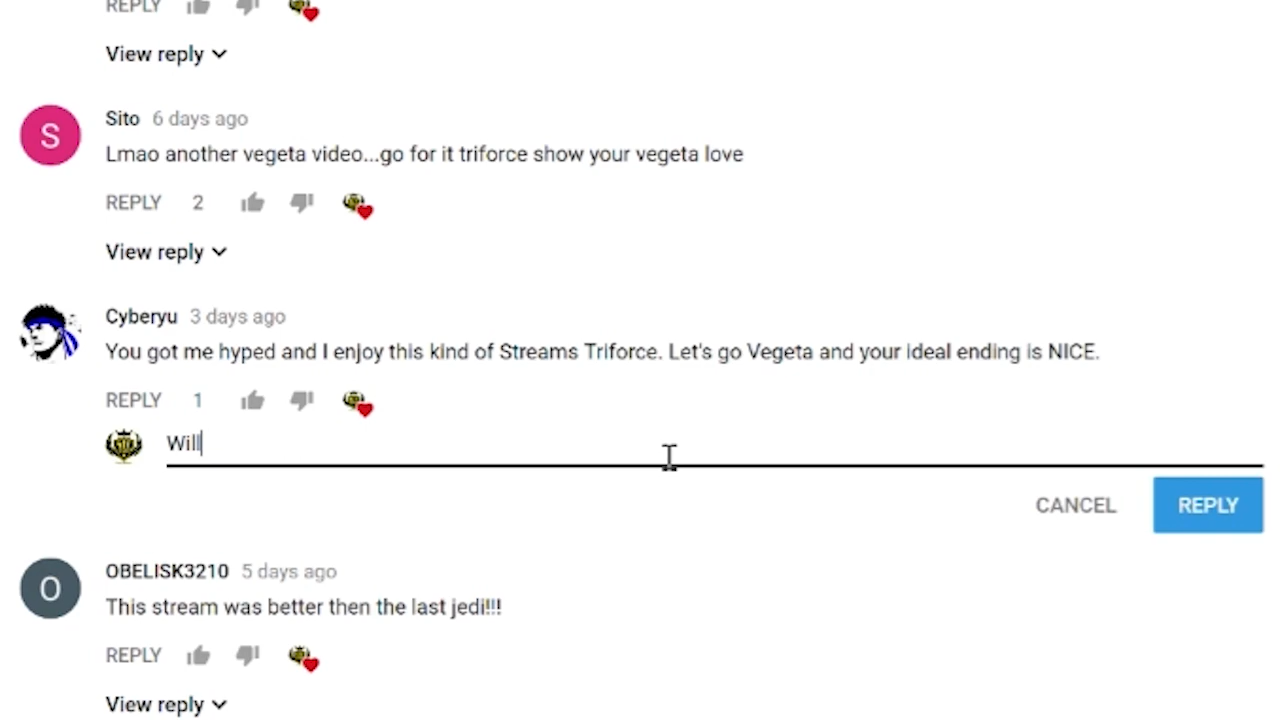 REPLY
View reply
S
Sito 6 days ago
Lmao another vegeta video...go for it triforce show your vegeta love
REPLY 2
View reply
Cyberyu 3 days ago
You got me hyped and I enjoy this kind of Streams Triforce. Let's go Vegeta and your ideal ending is NICE.
REPLY 1
Will
CANCEL REPLY
O
OBELISK3210 5 days ago
This stream was better then the last jedi!!!
REPLY
View reply